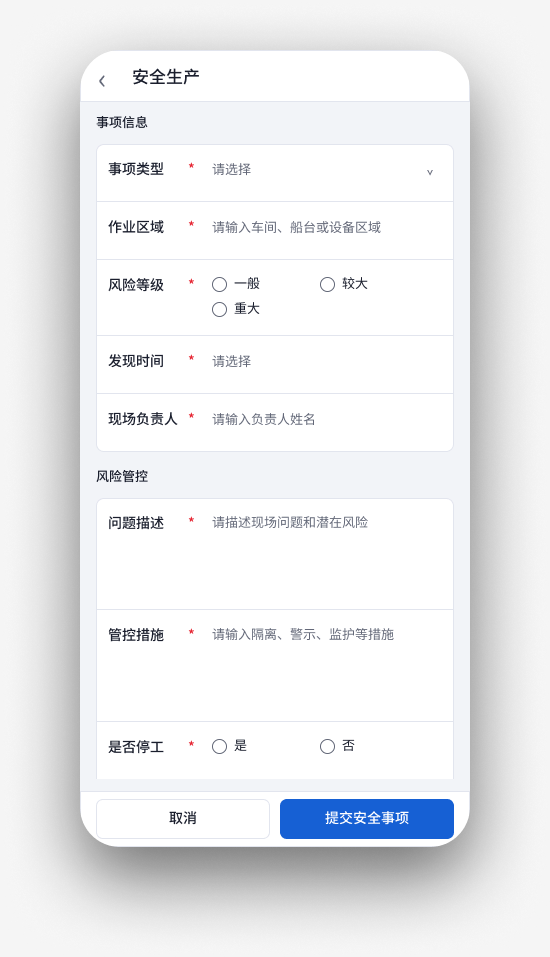 安全生产
事项信息
事项类型 * 请选择
作业区域 * 请输入车间、船台或设备区域
风险等级 * 一般 较大
重大
发现时间 * 请选择
现场负责人 * 请输入负责人姓名
风险管控
问题描述 * 请描述现场问题和潜在风险
管控措施 * 请输入隔离、警示、监护等措施
是否停工 * 是 否
取消 提交安全事项